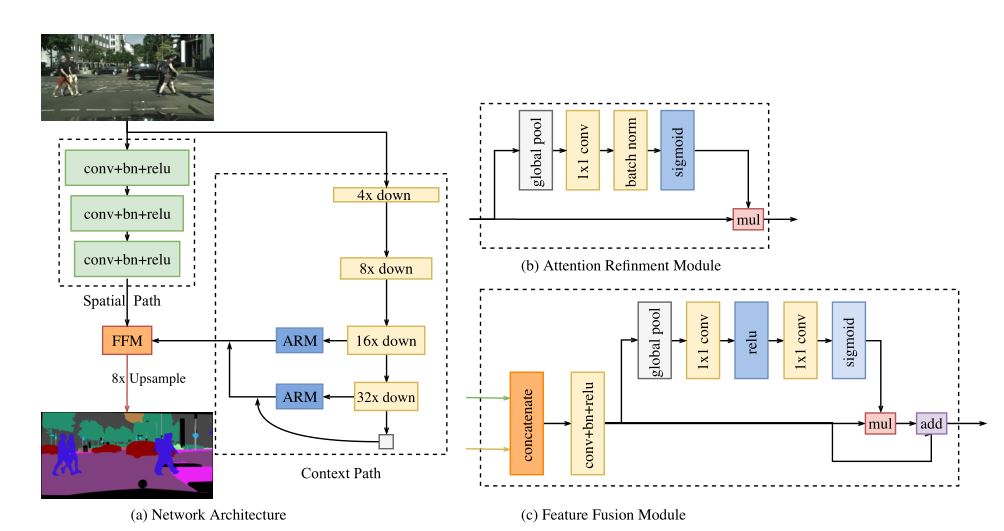 conv+bn+relu
conv+bn+relu
conv+bn+relu
Spatial Path
FFM
8x Upsample
4x down
8x down
ARM
16x down
ARM
32x down
Context Path
(a) Network Architecture
global pool
1x1 conv
batch norm
sigmoid
mul
(b) Attention Refinment Module
global pool
1x1 conv
relu
1x1 conv
sigmoid
concatenate
conv+bn+relu
mul
add
(c) Feature Fusion Module